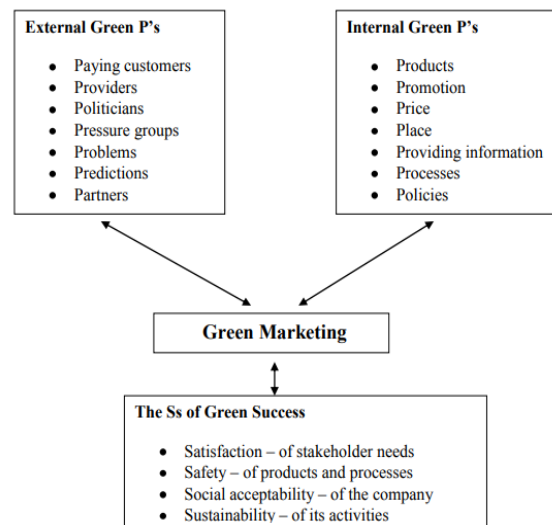 External Green P's
• Paying customers
• Providers
• Politicians
• Pressure groups
• Problems
• Predictions
• Partners
Internal Green P's
• Products
• Promotion
• Price
• Place
• Providing information
• Processes
• Policies
Green Marketing
The Ss of Green Success
• Satisfaction – of stakeholder needs
• Safety – of products and processes
• Social acceptability – of the company
• Sustainability – of its activities